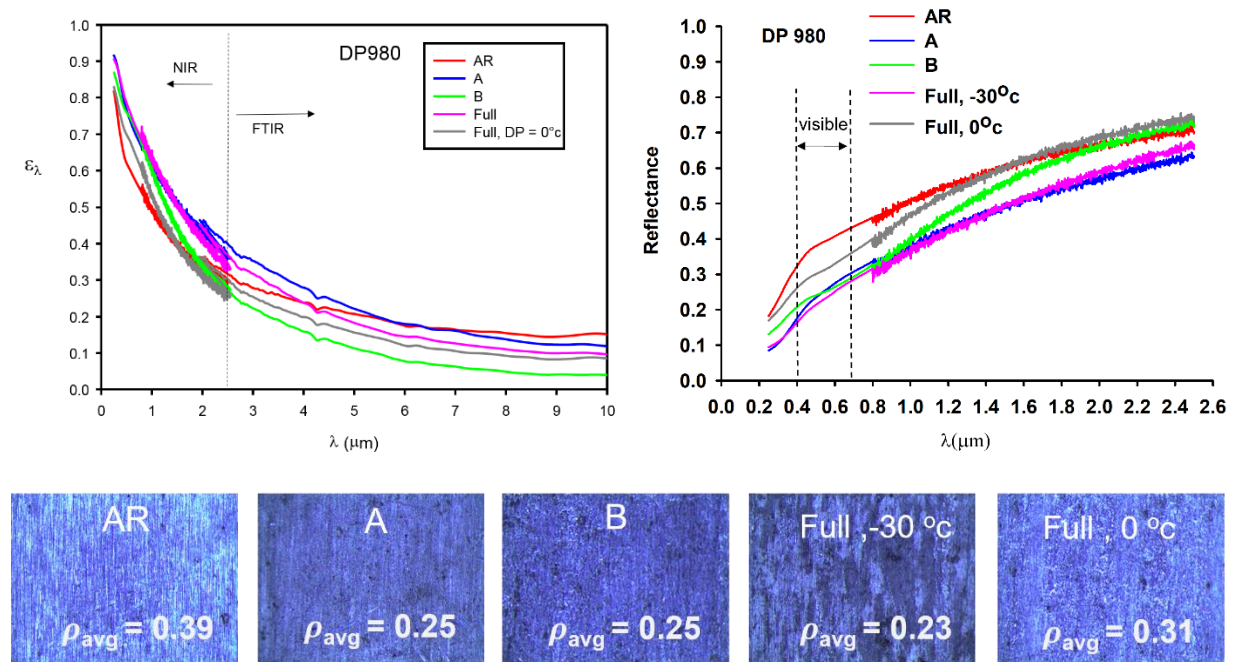 DP980
NIR
FTIR
AR
A
B
Full
Full, DP = 0°c
ελ
1.0
0.9
0.8
0.7
0.6
0.5
0.4
0.3
0.2
0.1
0.0
0 1 2 3 4 5 6 7 8 9 10
λ (μm)
DP 980
AR
A
B
Full, -30°c
Full, 0°c
visible
Reflectance
1.0
0.9
0.8
0.7
0.6
0.5
0.4
0.3
0.2
0.1
0.0
0.0 0.2 0.4 0.6 0.8 1.0 1.2 1.4 1.6 1.8 2.0 2.2 2.4 2.6
λ(μm)
AR
ρavg = 0.39
A
ρavg = 0.25
B
ρavg = 0.25
Full ,-30 °c
ρavg = 0.23
Full , 0 °c
ρavg = 0.31